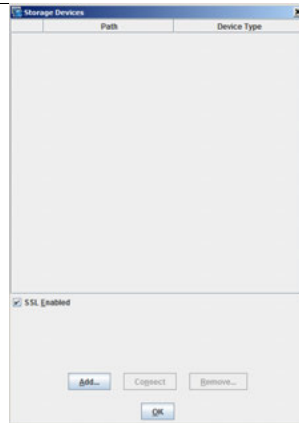 Storage Devices
Path Device Type
SSL Enabled
Add... Connect Remove...
OK